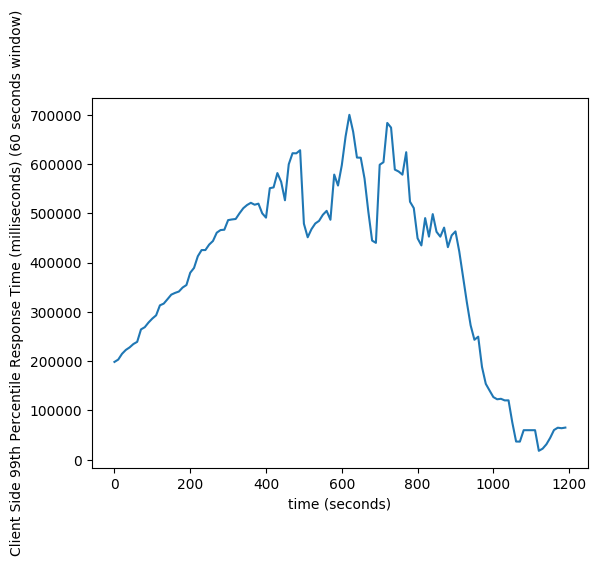 Client Side 99th Percentile Response Time (milliseconds) (60 seconds window)
700000
600000
500000
400000
300000
200000
100000
0
0 200 400 600 800 1000 1200
time (seconds)